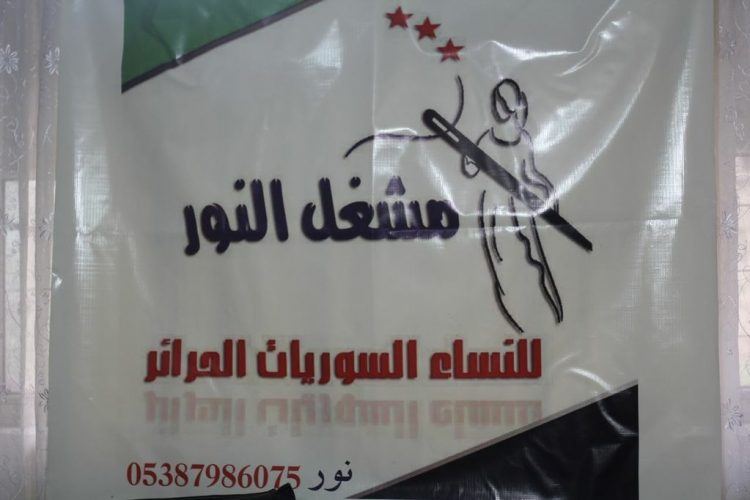 مشغل النور
للنساء السوريات الحرائر
نور 05387986075